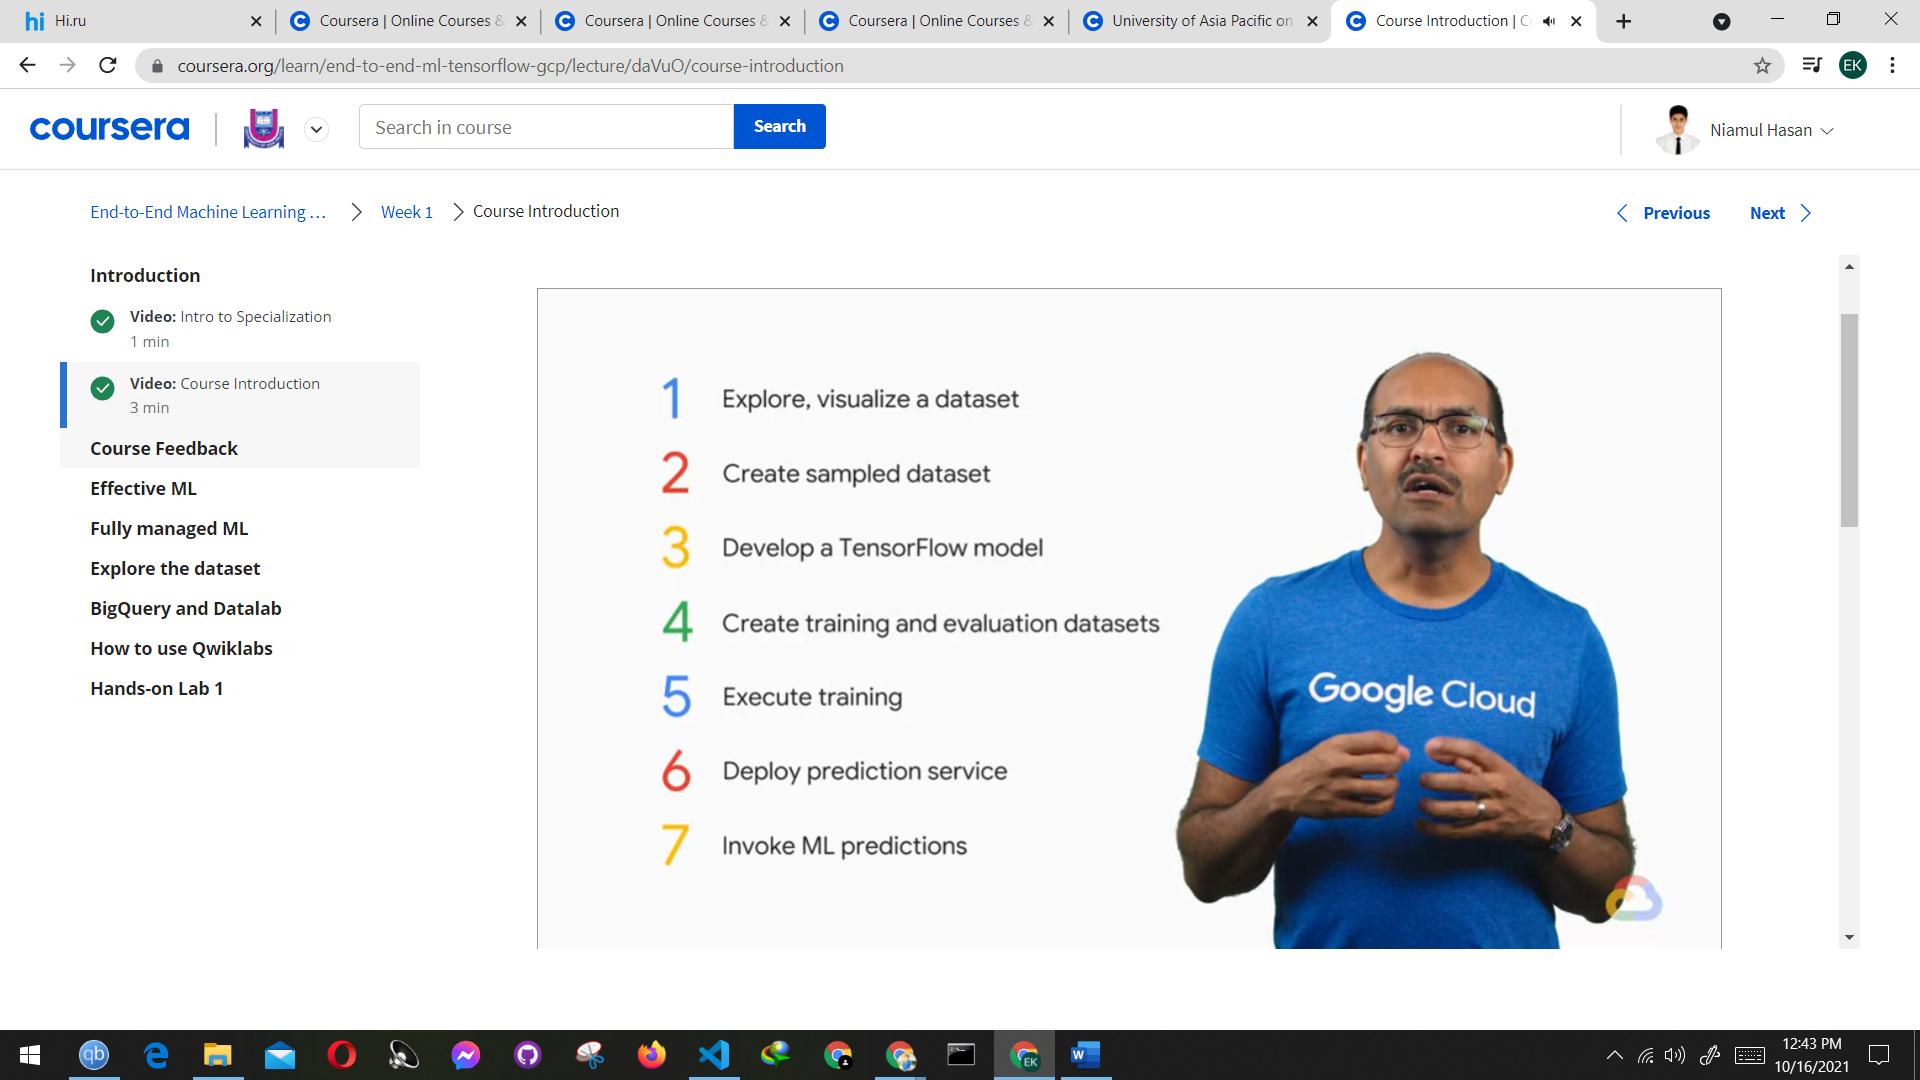 Hi.ru
Coursera | Online Courses &
Coursera | Online Courses &
Coursera | Online Courses &
University of Asia Pacific on
Course Introduction | C
coursera.org/learn/end-to-end-ml-tensorflow-gcp/lecture/daVuO/course-introduction
EK
coursera
Search in course
Search
Niamul Hasan
End-to-End Machine Learning …
Week 1
Course Introduction
Previous
Next
Introduction
Video: Intro to Specialization
1 min
Video: Course Introduction
3 min
Course Feedback
Effective ML
Fully managed ML
Explore the dataset
BigQuery and Datalab
How to use Qwiklabs
Hands-on Lab 1
1 Explore, visualize a dataset
2 Create sampled dataset
3 Develop a TensorFlow model
4 Create training and evaluation datasets
5 Execute training
6 Deploy prediction service
7 Invoke ML predictions
Google Cloud
12:43 PM
10/16/2021